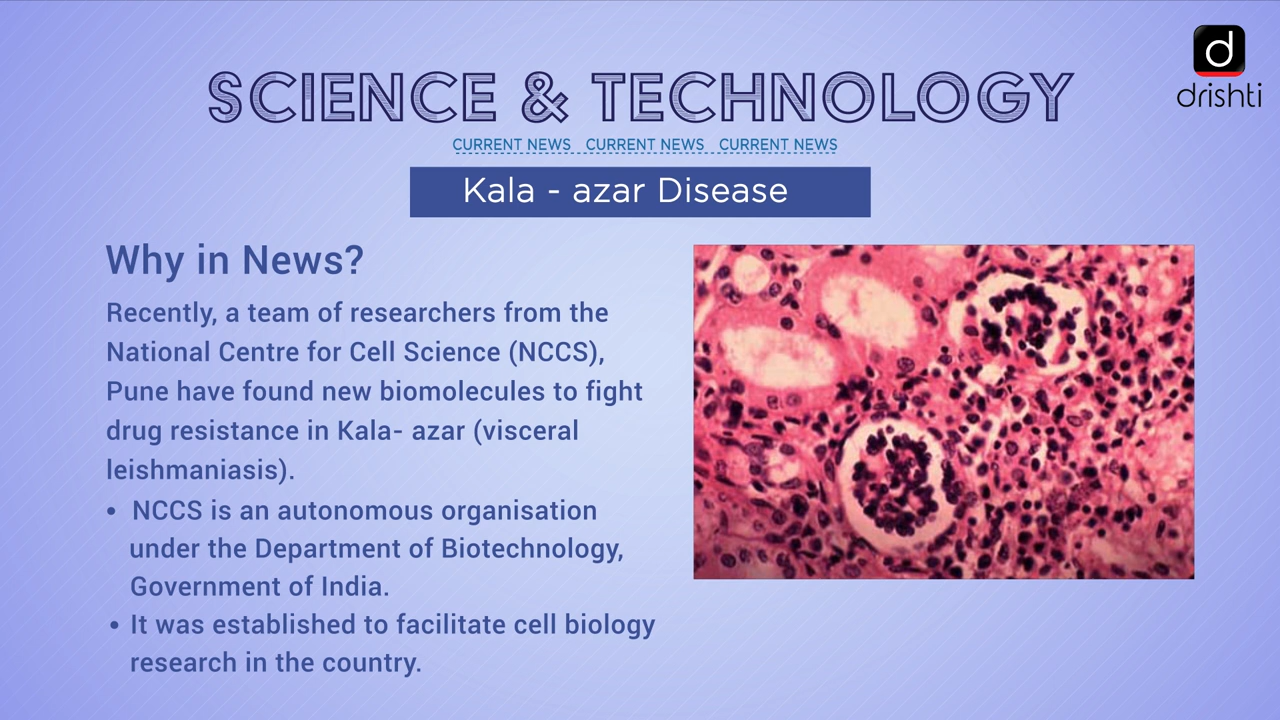 d
drishti
SCIENCE & TECHNOLOGY
CURRENT NEWS CURRENT NEWS CURRENT NEWS
Kala - azar Disease
Why in News?
Recently, a team of researchers from the
National Centre for Cell Science (NCCS),
Pune have found new biomolecules to fight
drug resistance in Kala- azar (visceral
leishmaniasis).
• NCCS is an autonomous organisation
under the Department of Biotechnology,
Government of India.
• It was established to facilitate cell biology
research in the country.